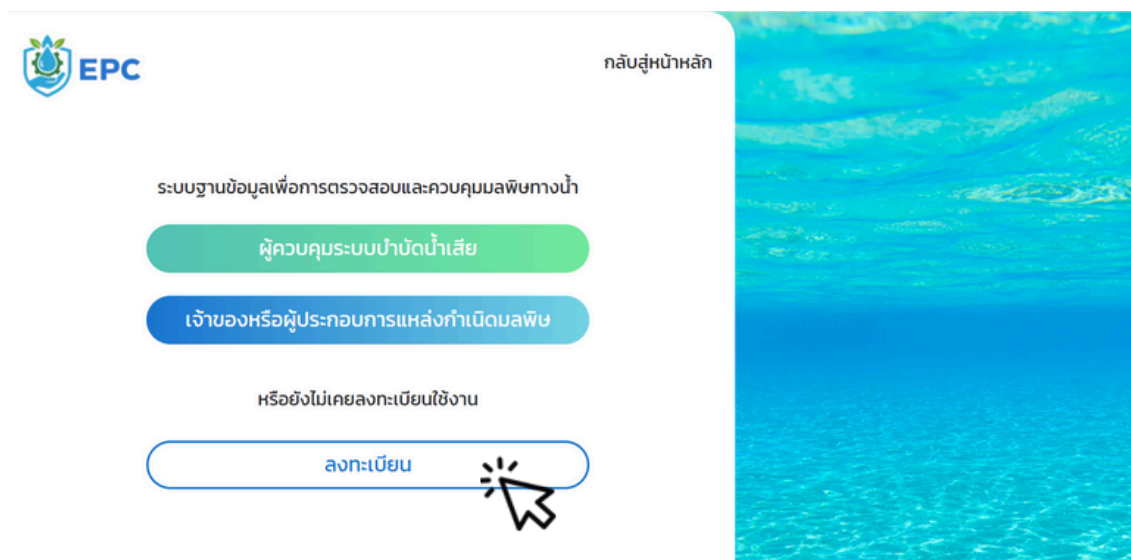 EPC
กลับสู่หน้าหลัก
ระบบฐานข้อมูลเพื่อการตรวจสอบและควบคุมมลพิษทางน้ำ
ผู้ควบคุมระบบบำบัดน้ำเสีย
เจ้าของหรือผู้ประกอบการแหล่งกำเนิดมลพิษ
หรือยังไม่เคยลงทะเบียนใช้งาน
ลงทะเบียน